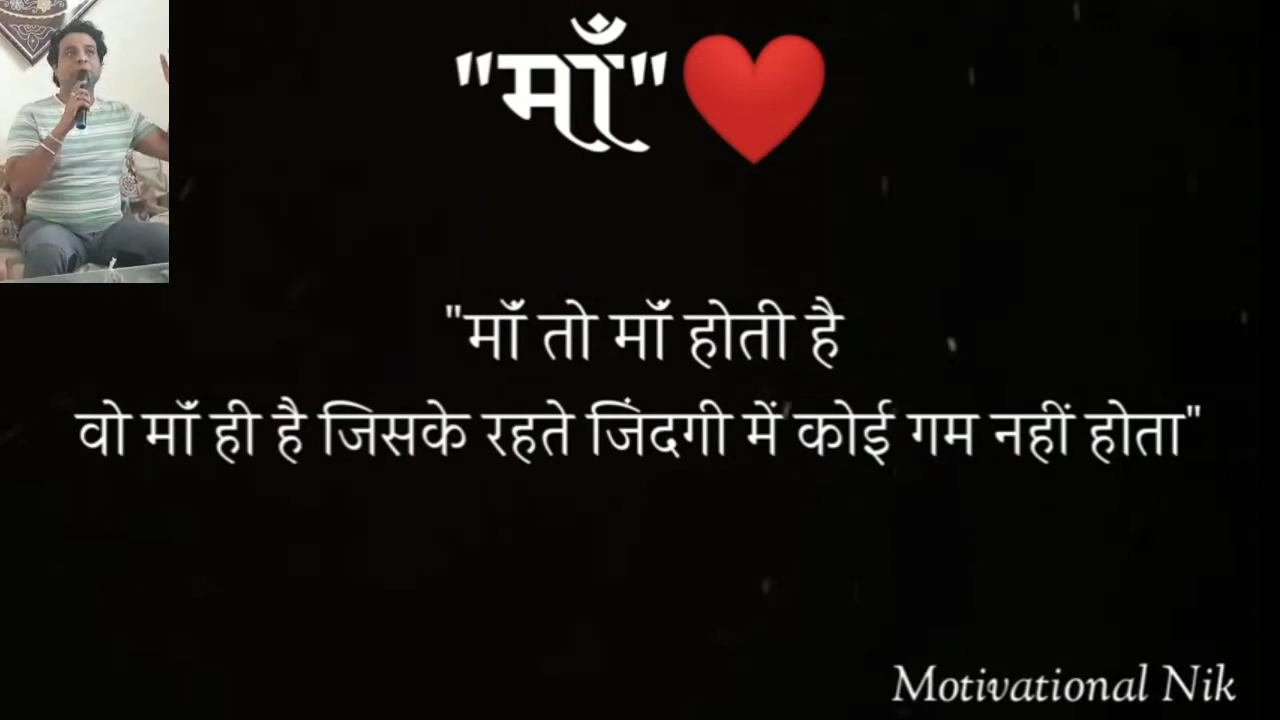 "माँ"❤️
"माँ तो माँ होती है
वो माँ ही है जिसके रहते जिंदगी में कोई गम नहीं होता"
Motivational Nik